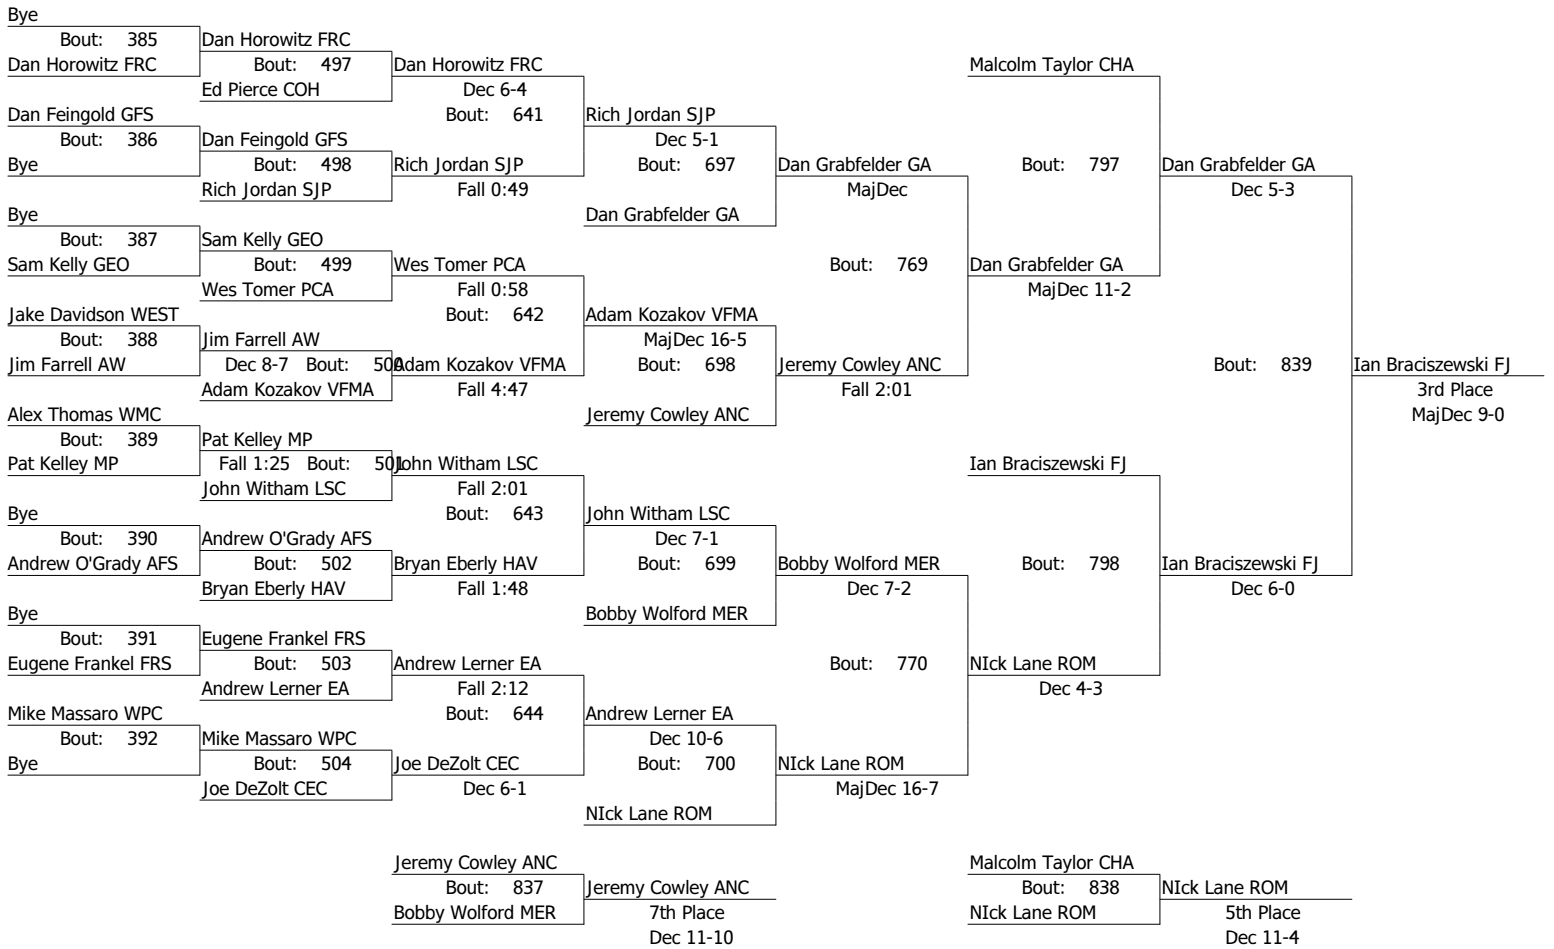 Bye
Bout: 385
Dan Horowitz FRC
Dan Horowitz FRC
Bout: 497
Ed Pierce COH
Dan Horowitz FRC
Dec 6-4
Bout: 641
Dan Feingold GFS
Bout: 386
Bye
Dan Feingold GFS
Bout: 498
Rich Jordan SJP
Rich Jordan SJP
Fall 0:49
Rich Jordan SJP
Dec 5-1
Bout: 697
Dan Grabfelder GA
Dan Grabfelder GA
MajDec
Bye
Bout: 387
Sam Kelly GEO
Sam Kelly GEO
Bout: 499
Wes Tomer PCA
Wes Tomer PCA
Fall 0:58
Bout: 642
Jake Davidson WEST
Bout: 388
Jim Farrell AW
Jim Farrell AW
Dec 8-7 Bout: 500
Adam Kozakov VFMA
Adam Kozakov VFMA
Fall 4:47
Adam Kozakov VFMA
MajDec 16-5
Bout: 698
Jeremy Cowley ANC
Jeremy Cowley ANC
Fall 2:01
Bout: 769
Dan Grabfelder GA
MajDec 11-2
Malcolm Taylor CHA
Bout: 797
Dan Grabfelder GA
Dec 5-3
Alex Thomas WMC
Bout: 389
Pat Kelley MP
Pat Kelley MP
Fall 1:25 Bout: 501
John Witham LSC
John Witham LSC
Fall 2:01
Bout: 643
Bye
Bout: 390
Andrew O'Grady AFS
Andrew O'Grady AFS
Bout: 502
Bryan Eberly HAV
Bryan Eberly HAV
Fall 1:48
John Witham LSC
Dec 7-1
Bout: 699
Bobby Wolford MER
Bobby Wolford MER
Dec 7-2
Bye
Bout: 391
Eugene Frankel FRS
Eugene Frankel FRS
Bout: 503
Andrew Lerner EA
Andrew Lerner EA
Fall 2:12
Bout: 644
Mike Massaro WPC
Bout: 392
Bye
Mike Massaro WPC
Bout: 504
Joe DeZolt CEC
Joe DeZolt CEC
Dec 6-1
Andrew Lerner EA
Dec 10-6
Bout: 700
NIck Lane ROM
NIck Lane ROM
MajDec 16-7
Bout: 770
NIck Lane ROM
Dec 4-3
Ian Braciszewski FJ
Bout: 798
Ian Braciszewski FJ
Dec 6-0
Bout: 839
Ian Braciszewski FJ
3rd Place
MajDec 9-0
Jeremy Cowley ANC
Bout: 837
Bobby Wolford MER
Jeremy Cowley ANC
7th Place
Dec 11-10
Malcolm Taylor CHA
Bout: 838
NIck Lane ROM
NIck Lane ROM
5th Place
Dec 11-4